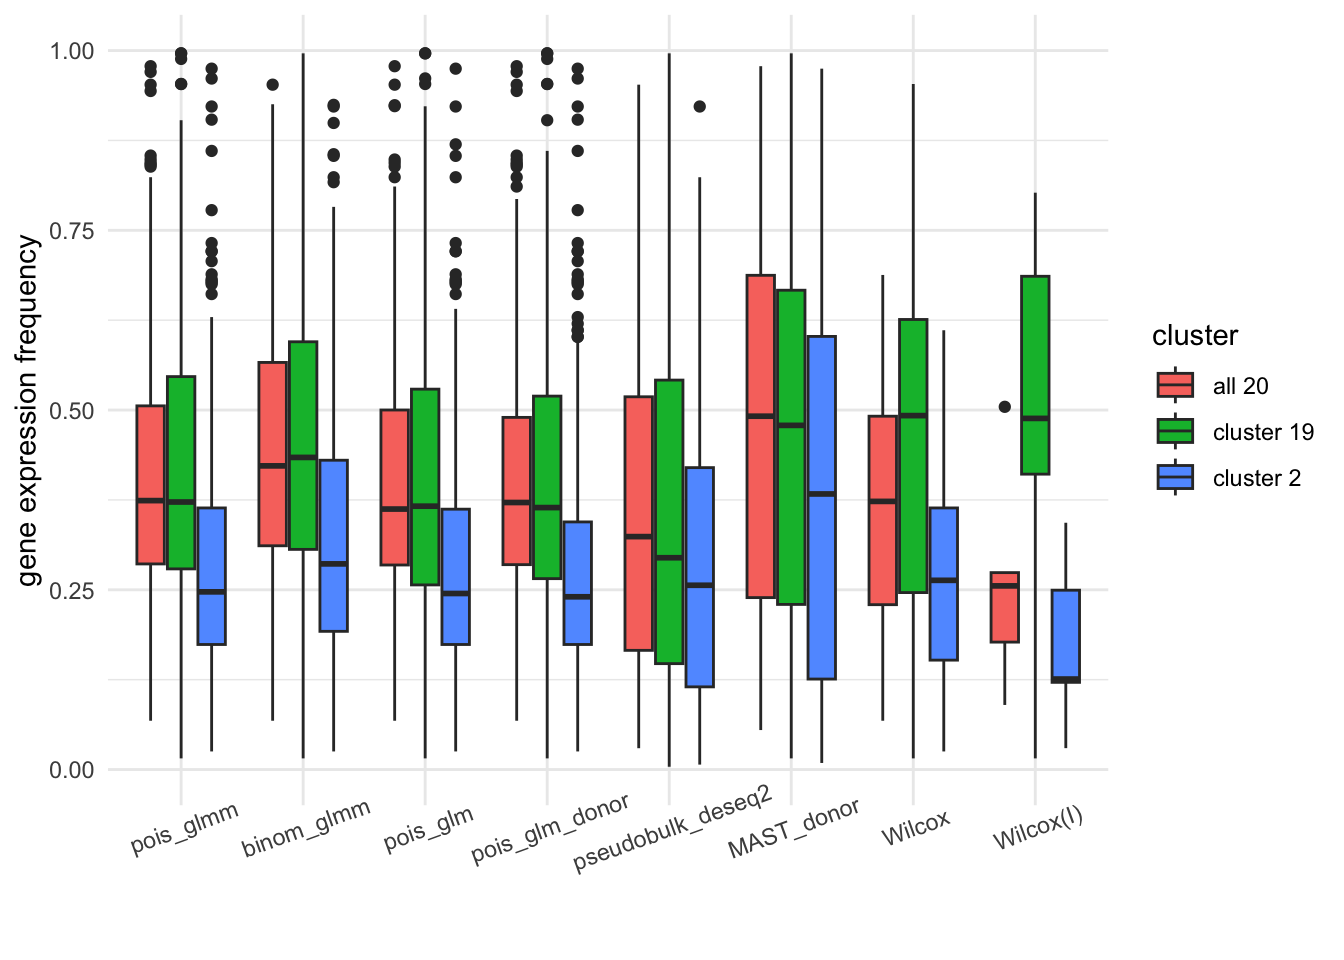 gene expression frequency
1.00
0.75
0.50
0.25
0.00
pois_glmm
binom_glmm
pois_glm
pois_glm_donor
pseudobulk_deseq2
MAST_donor
Wilcox
Wilcox(l)
cluster
all 20
cluster 19
cluster 2